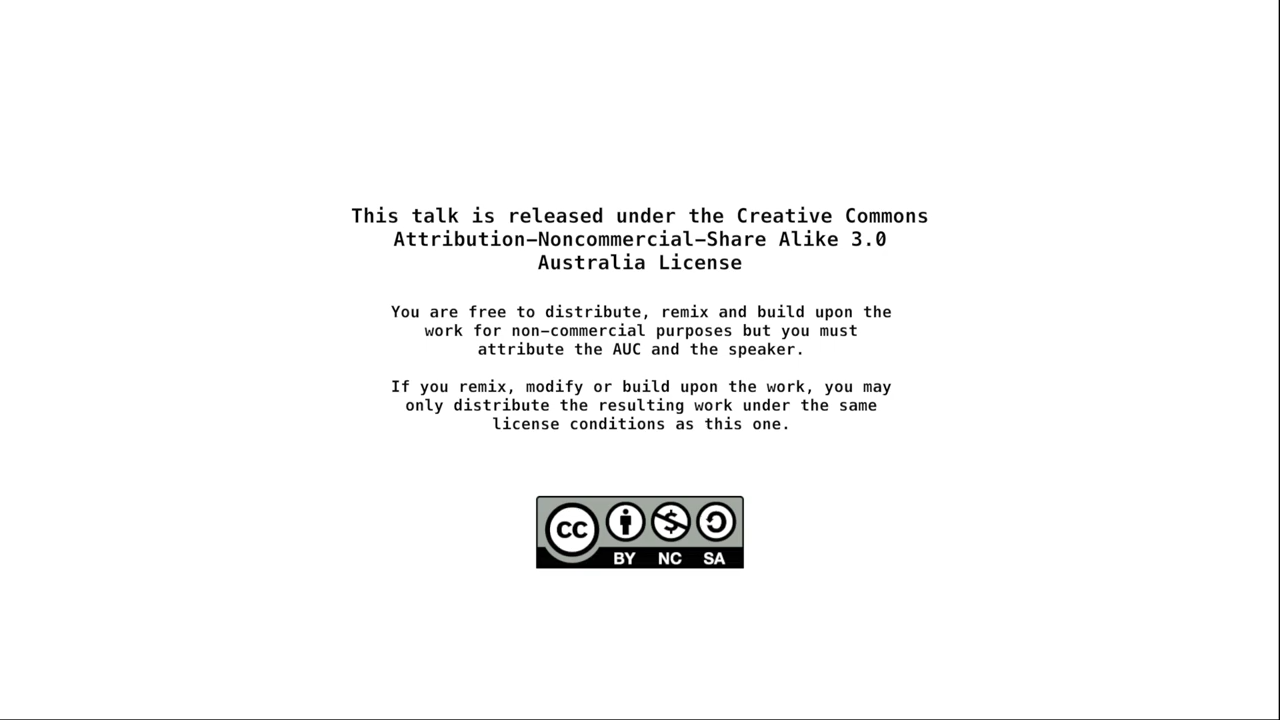 This talk is released under the Creative Commons
Attribution–Noncommercial–Share Alike 3.0
Australia License
You are free to distribute, remix and build upon the
work for non–commercial purposes but you must
attribute the AUC and the speaker.
If you remix, modify or build upon the work, you may
only distribute the resulting work under the same
license conditions as this one.
CC
BY NC SA